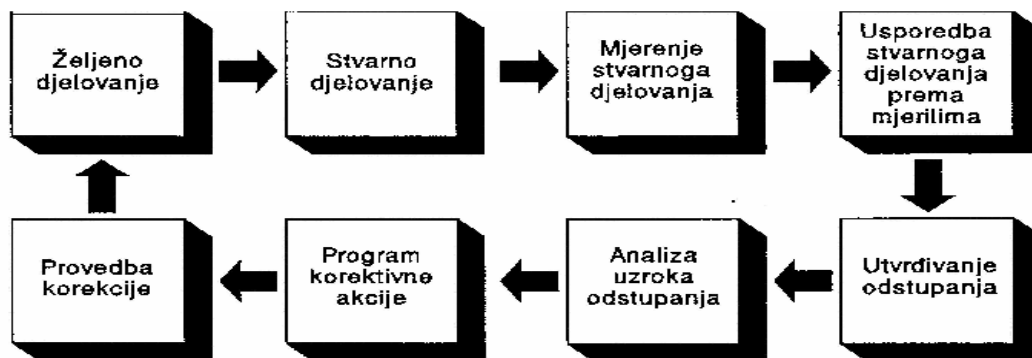 Željeno
djelovanje
Stvarno
djelovanje
Mjerenje
stvarnoga
djelovanja
Usporedba
stvarnoga
djelovanja
prema
mjerilima
Provedba
korekcije
Program
korektivne
akcije
Analiza
uzroka
odstupanja
Utvrđivanje
odstupanja